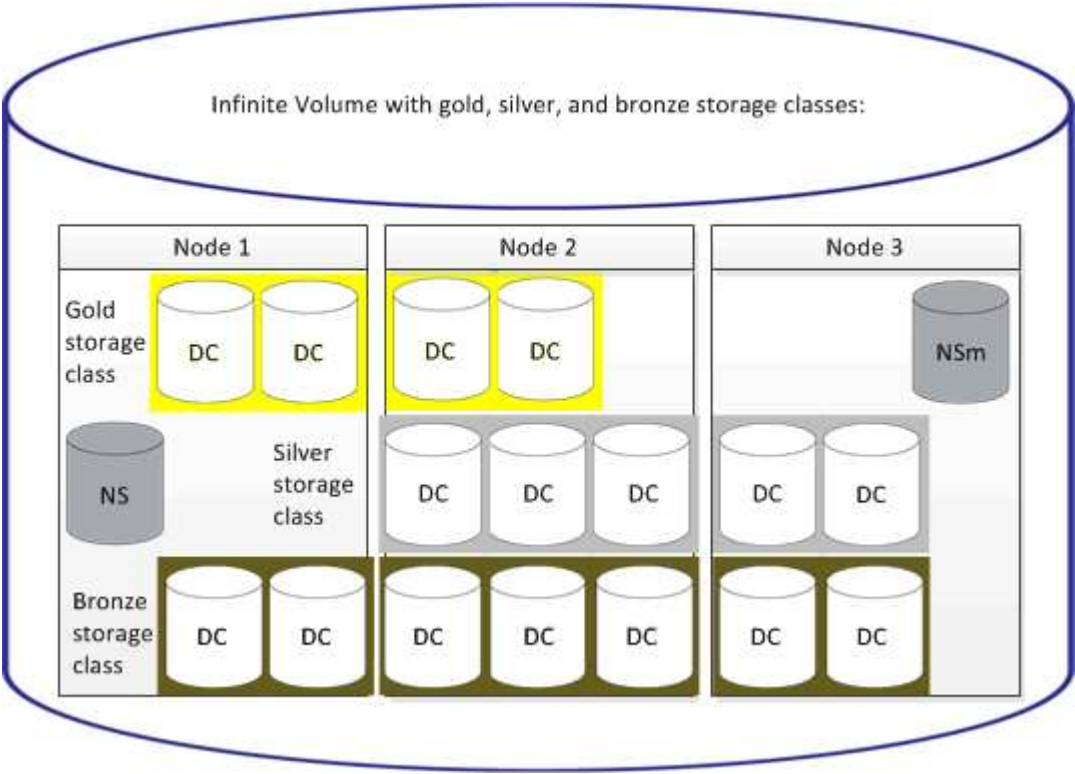 Infinite Volume with gold, silver, and bronze storage classes:
Node 1
Node 2
Node 3
Gold
storage
class
DC
DC
DC
DC
NSm
NS
Silver
storage
class
DC
DC
DC
DC
DC
Bronze
storage
class
DC
DC
DC
DC
DC
DC
DC